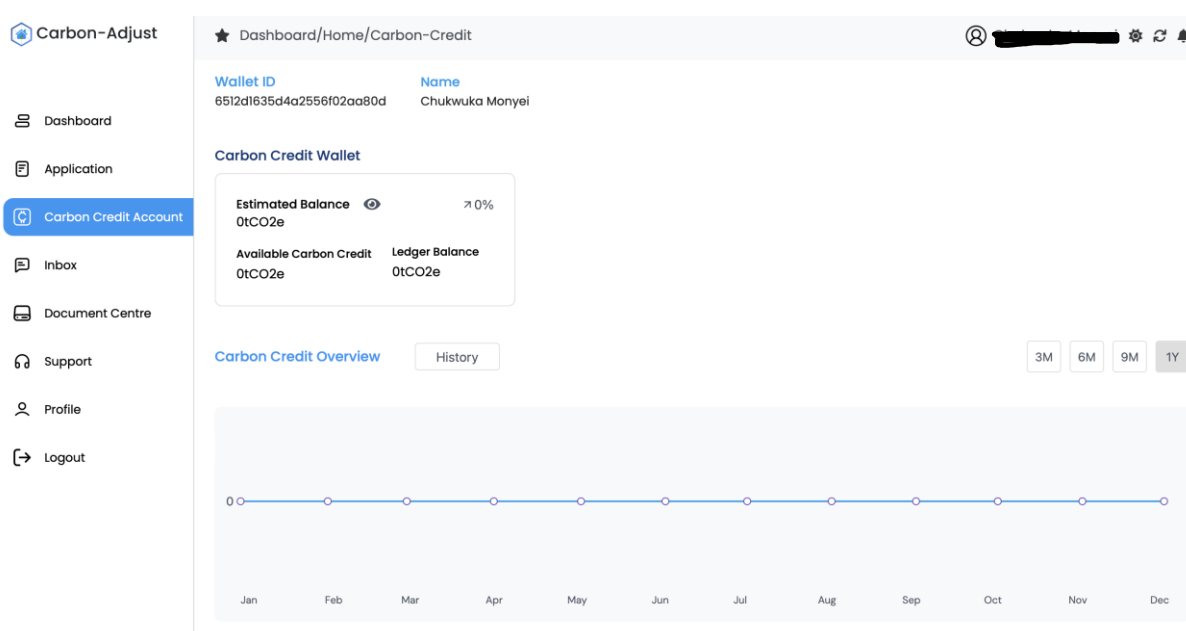 Carbon-Adjust
Dashboard/Home/Carbon-Credit
Wallet ID
6512d1635d4a2556f02aa80d
Name
Chukwuka Monyei
Dashboard
Application
Carbon Credit Account
Inbox
Document Centre
Support
Profile
Logout
Carbon Credit Wallet
Estimated Balance
0%
0tCO2e
Available Carbon Credit
0tCO2e
Ledger Balance
0tCO2e
Carbon Credit Overview
History
3M 6M 9M 1Y
0
Jan Feb Mar Apr May Jun Jul Aug Sep Oct Nov Dec